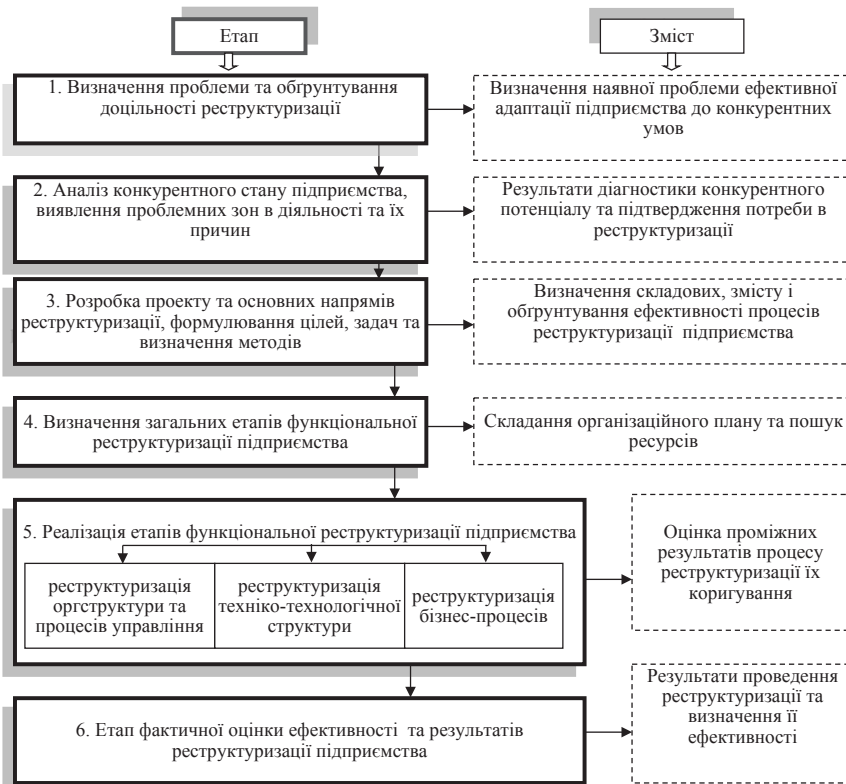 Етап
Зміст
1. Визначення проблеми та обґрунтування
доцільності реструктуризації
Визначення наявної проблеми ефективної
адаптації підприємства до конкурентних
умов
2. Аналіз конкурентного стану підприємства,
виявлення проблемних зон в діяльності та їх
причин
Результати діагностики конкурентного
потенціалу та підтвердження потреби в
реструктуризації
3. Розробка проекту та основних напрямів
реструктуризації, формулювання цілей, задач та
визначення методів
Визначення складових, змісту і
обґрунтування ефективності процесів
реструктуризації підприємства
4. Визначення загальних етапів функціональної
реструктуризації підприємства
Складання організаційного плану та пошук
ресурсів
5. Реалізація етапів функціональної реструктуризації підприємства
реструктуризація
оргструктури та
процесів управління
реструктуризація
техніко-технологічної
структури
реструктуризація
бізнес-процесів
Оцінка проміжних
результатів процесу
реструктуризації їх
коригування
6. Етап фактичної оцінки ефективності та результатів
реструктуризації підприємства
Результати проведення
реструктуризації та
визначення її
ефективності